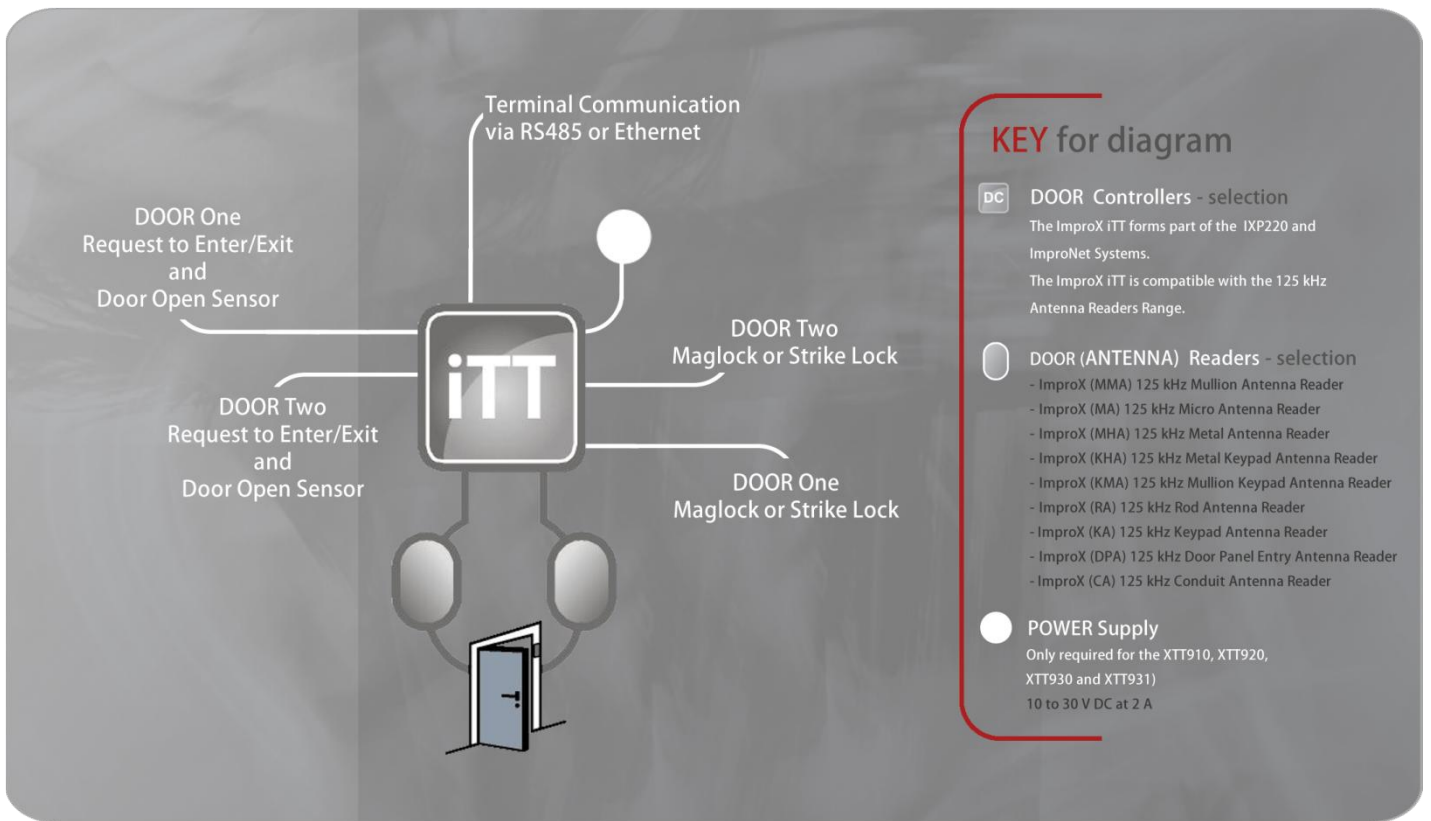 Terminal Communication
via RS485 or Ethernet
DOOR One
Request to Enter/Exit
and
Door Open Sensor
DOOR Two
Request to Enter/Exit
and
Door Open Sensor
iTT
DOOR Two
Maglock or Strike Lock
DOOR One
Maglock or Strike Lock
KEY for diagram
DC
DOOR Controllers - selection
The ImproX iTT forms part of the IXP220 and
ImproNet Systems.
The ImproX iTT is compatible with the 125 kHz
Antenna Readers Range.
DOOR (ANTENNA) Readers - selection
- ImproX (MMA) 125 kHz Mullion Antenna Reader
- ImproX (MA) 125 kHz Micro Antenna Reader
- ImproX (MHA) 125 kHz Metal Antenna Reader
- ImproX (KHA) 125 kHz Metal Keypad Antenna Reader
- ImproX (KMA) 125 kHz Mullion Keypad Antenna Reader
- ImproX (RA) 125 kHz Rod Antenna Reader
- ImproX (KA) 125 kHz Keypad Antenna Reader
- ImproX (DPA) 125 kHz Door Panel Entry Antenna Reader
- ImproX (CA) 125 kHz Conduit Antenna Reader
POWER Supply
Only required for the XTT910, XTT920,
XTT930 and XTT931)
10 to 30 V DC at 2 A